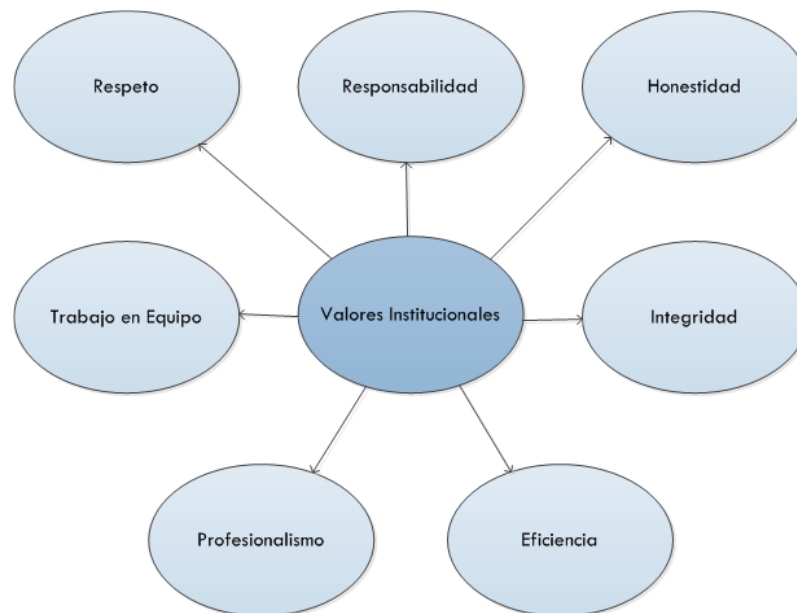 Respeto
Responsabilidad
Honestidad
Trabajo en Equipo
Valores Institucionales
Integridad
Profesionalismo
Eficiencia